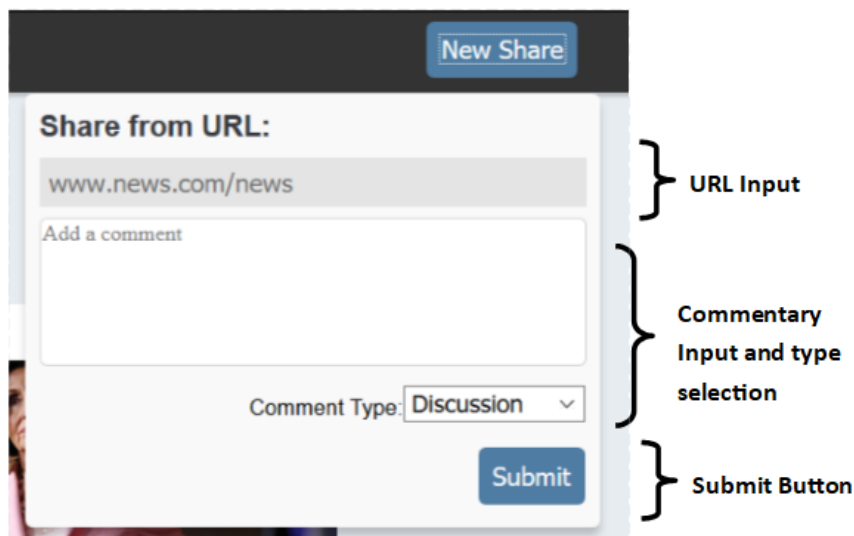 New Share
Share from URL:
www.news.com/news
URL Input
Add a comment
Commentary
Input and type
selection
Comment Type: Discussion
Submit
Submit Button